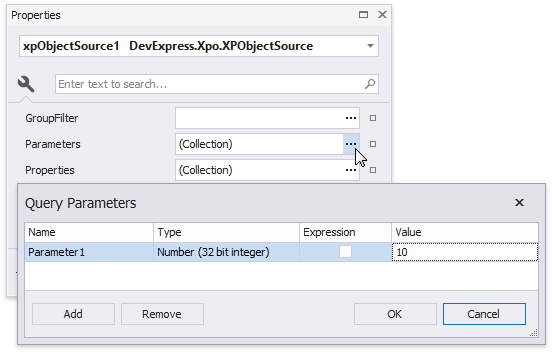 Properties
xpObjectSource1 DevExpress.Xpo.XPObjectSource
Enter text to search...
GroupFilter
Parameters (Collection)
Properties (Collection)
Query Parameters
Name Type Expression Value
Parameter1 Number (32 bit integer) 10
Add Remove OK Cancel